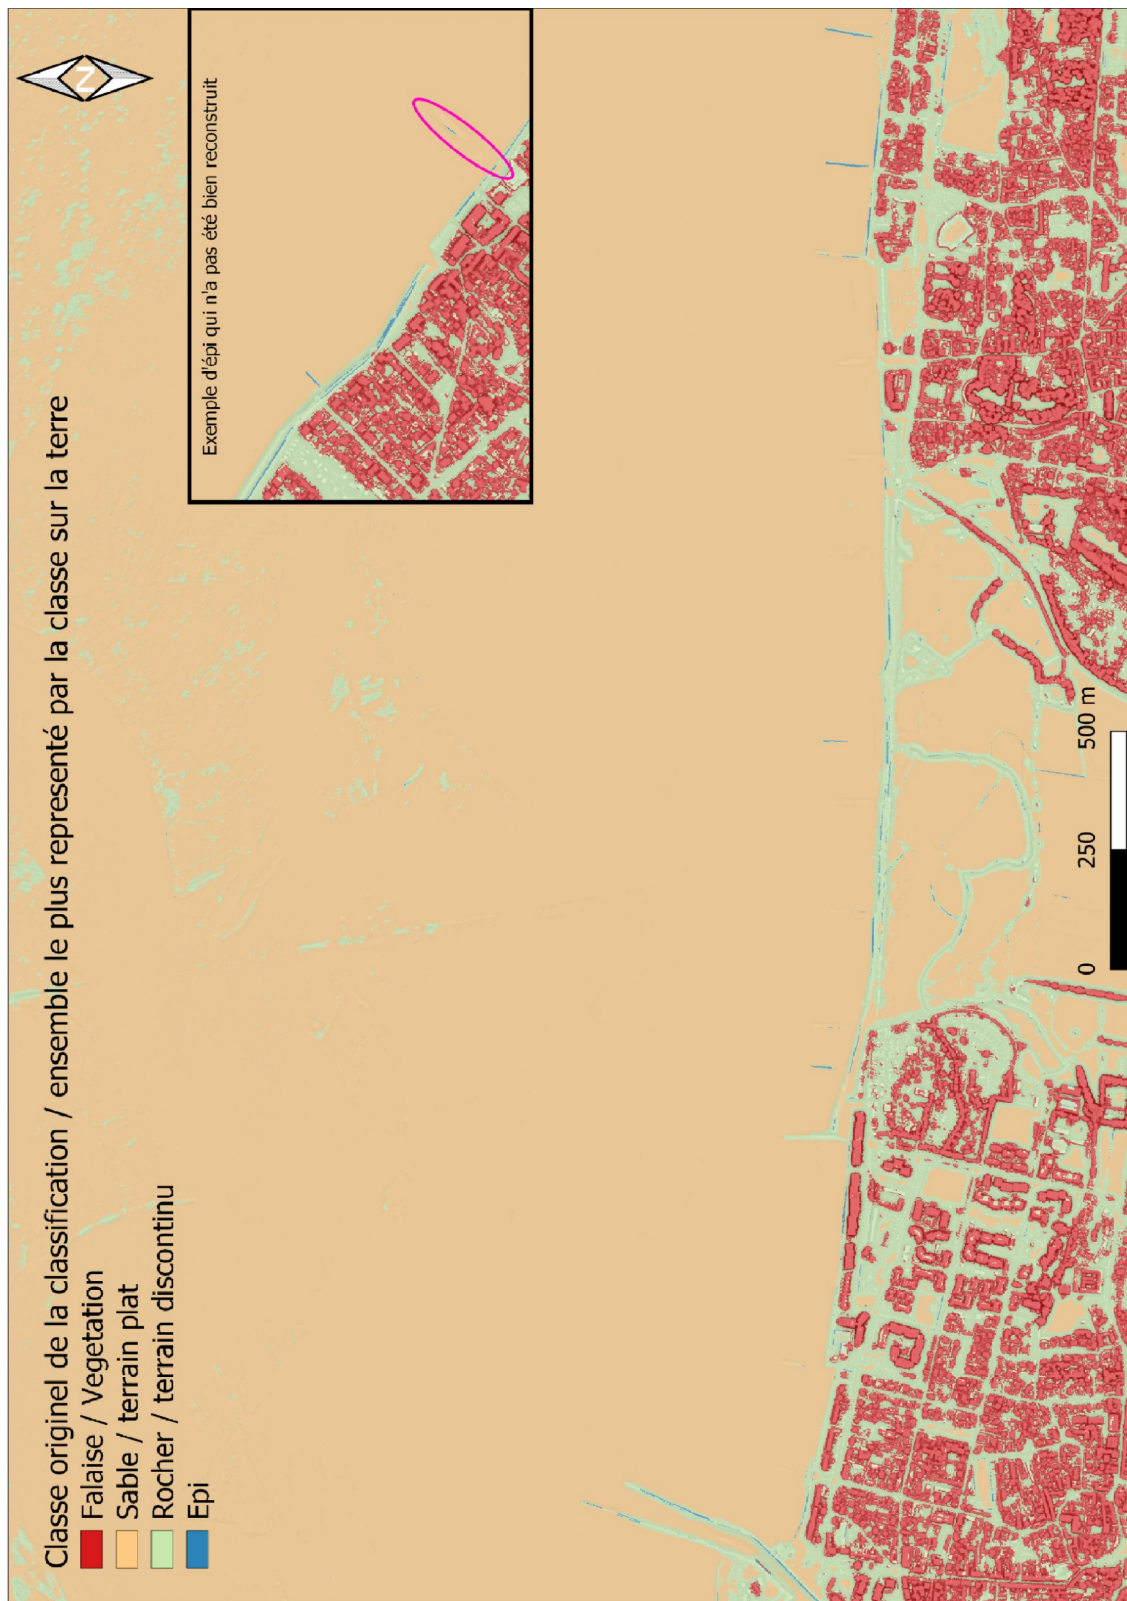 Classe originel de la classification / ensemble le plus representé par la classe sur la terre
Falaise / Vegetation
Sable / terrain plat
Rocher / terrain discontinu
Epi
Exemple d'épi qui n'a pas été bien reconstruit
N
0 250 500 m